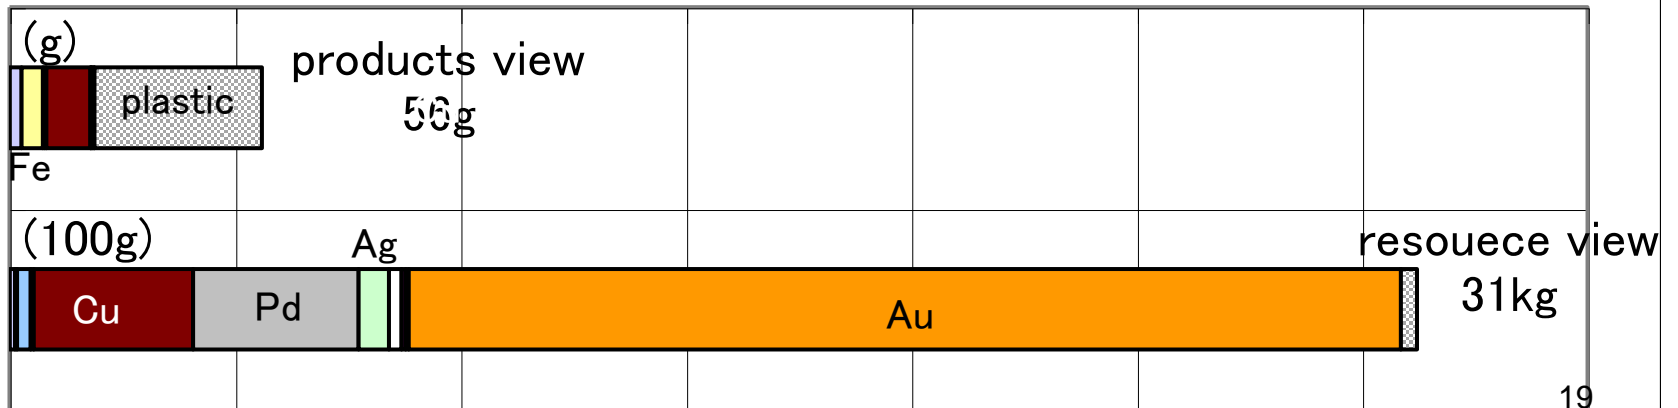 (g)
products view
plastic
Fe
(100g)
Ag
resouece view
31kg
Cu
Pd
Au
19